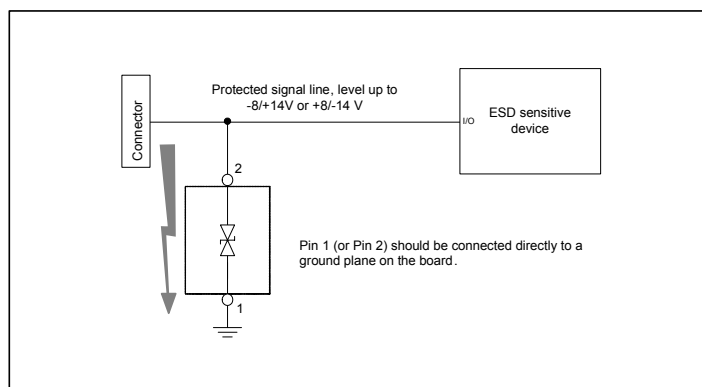 Protected signal line, level up to
-8/+14V or +8/-14 V
Connector
I/O
ESD sensitive
device
2
Pin 1 (or Pin 2) should be connected directly to a
ground plane on the board.
1